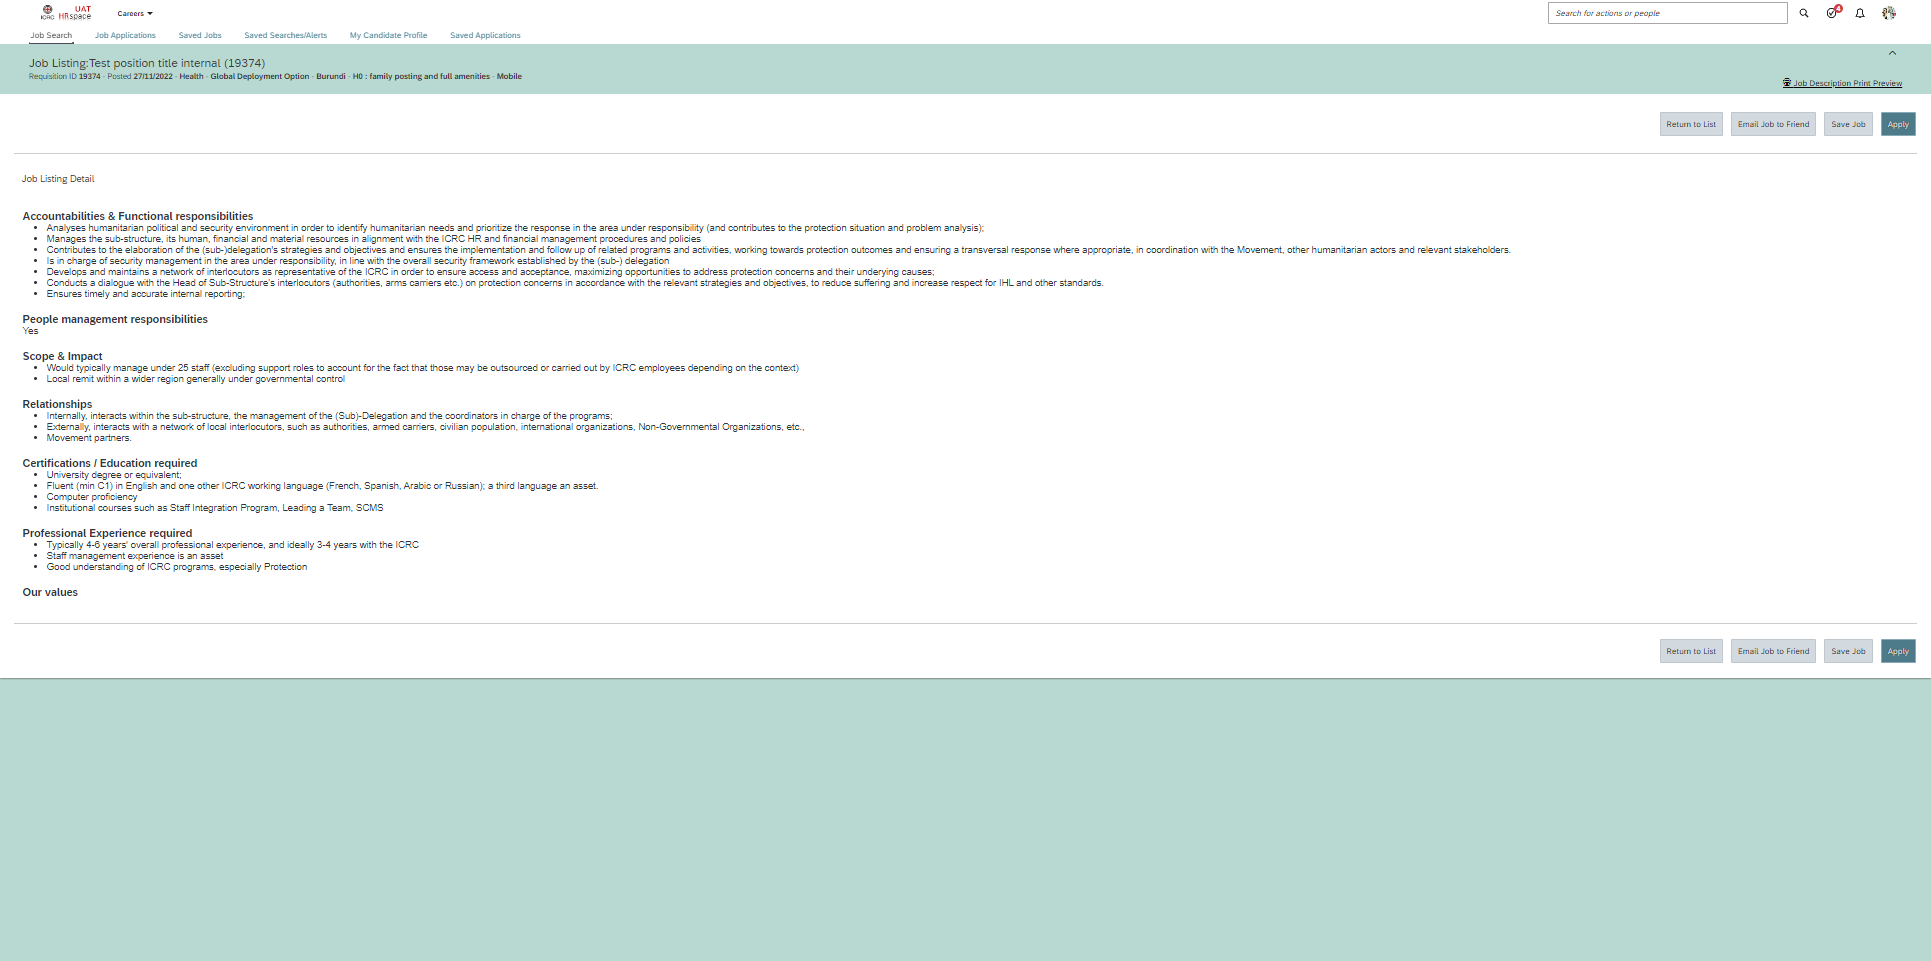 ICRC
UAT
HRspace
Careers
Search for actions or people
4
Job Search
Job Applications
Saved Jobs
Saved Searches/Alerts
My Candidate Profile
Saved Applications
Job Listing:Test position title internal (19374)
Requisition ID 19374 - Posted 27/11/2022 - Health - Global Deployment Option - Burundi - H0 : family posting and full amenities - Mobile
Job Description Print Preview
Return to List
Email Job to Friend
Save Job
Apply
Job Listing Detail
Accountabilities & Functional responsibilities
• Analyses humanitarian political and security environment in order to identify humanitarian needs and prioritize the response in the area under responsibility (and contributes to the protection situation and problem analysis);
• Manages the sub-structure, its human, financial and material resources in alignment with the ICRC HR and financial management procedures and policies
• Contributes to the elaboration of the (sub-)delegation's strategies and objectives and ensures the implementation and follow up of related programs and activities, working towards protection outcomes and ensuring a transversal response where appropriate, in coordination with the Movement, other humanitarian actors and relevant stakeholders.
• Is in charge of security management in the area under responsibility, in line with the overall security framework established by the (sub-) delegation
• Develops and maintains a network of interlocutors as representative of the ICRC in order to ensure access and acceptance, maximizing opportunities to address protection concerns and their underlying causes;
• Conducts a dialogue with the Head of Sub-Structure's interlocutors (authorities, arms carriers etc.) on protection concerns in accordance with the relevant strategies and objectives, to reduce suffering and increase respect for IHL and other standards.
• Ensures timely and accurate internal reporting;
People management responsibilities
Yes
Scope & Impact
• Would typically manage under 25 staff (excluding support roles to account for the fact that those may be outsourced or carried out by ICRC employees depending on the context)
• Local remit within a wider region generally under governmental control
Relationships
• Internally, interacts within the sub-structure, the management of the (Sub)-Delegation and the coordinators in charge of the programs;
• Externally, interacts with a network of local interlocutors, such as authorities, armed carriers, civilian population, international organizations, Non-Governmental Organizations, etc.,
• Movement partners.
Certifications / Education required
• University degree or equivalent;
• Fluent (min C1) in English and one other ICRC working language (French, Spanish, Arabic or Russian); a third language an asset.
• Computer proficiency
• Institutional courses such as Staff Integration Program, Leading a Team, SCMS
Professional Experience required
• Typically 4-6 years' overall professional experience, and ideally 3-4 years with the ICRC
• Staff management experience is an asset
• Good understanding of ICRC programs, especially Protection
Our values
Return to List
Email Job to Friend
Save Job
Apply